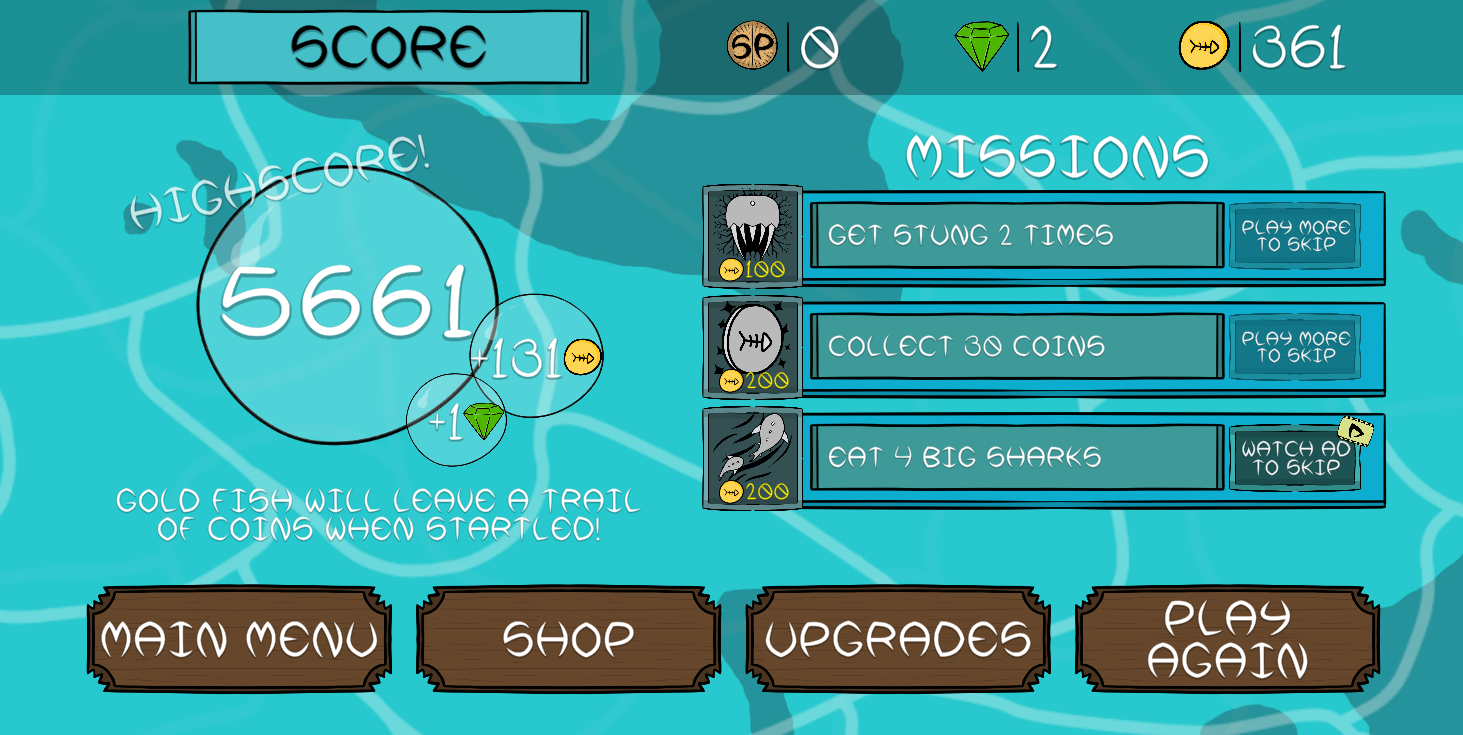 SCORE
SP 0
2
361
HIGHSCORE!
5661
+131
+1
GOLD FISH WILL LEAVE A TRAIL
OF COINS WHEN STARTLED!
MISSIONS
GET STUNG 2 TIMES
100
PLAY MORE
TO SKIP
COLLECT 30 COINS
200
PLAY MORE
TO SKIP
EAT 4 BIG SHARKS
200
WATCH AD
TO SKIP
MAIN MENU
SHOP
UPGRADES
PLAY
AGAIN